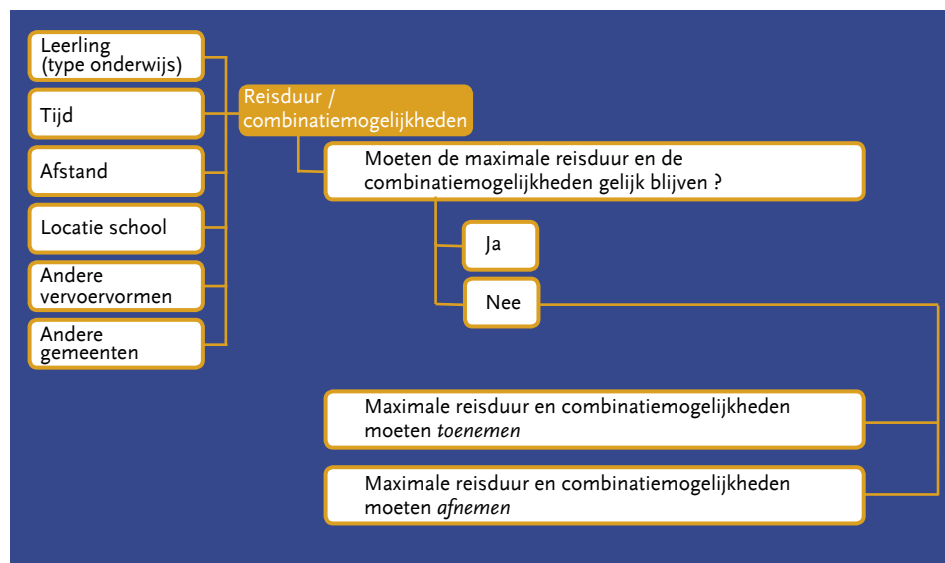 Leerling
(type onderwijs)
Tijd
Afstand
Locatie school
Andere
vervoervormen
Andere
gemeenten
Reisduur /
combinatiemogelijkheden
Moeten de maximale reisduur en de
combinatiemogelijkheden gelijk blijven ?
Ja
Nee
Maximale reisduur en combinatiemogelijkheden
moeten toenemen
Maximale reisduur en combinatiemogelijkheden
moeten afnemen